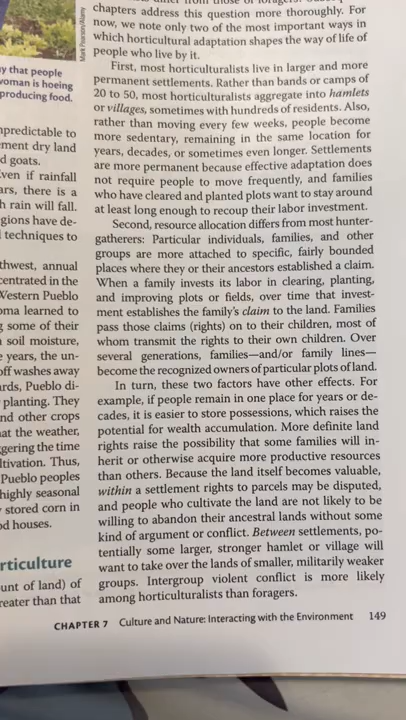 Mark Pearson/Alamy
y that people
woman is hoeing
producing food.
npredictable to
ment dry land
d goats.
ven if rainfall
ars, there is a
h rain will fall.
gions have de-
l techniques to
thwest, annual
centrated in the
Western Pueblo
oma learned to
g some of their
n soil moisture,
e years, the un-
off washes away
ards, Pueblo di-
planting. They
nd other crops
nat the weather,
ggering the time
ltivation. Thus,
Pueblo peoples
highly seasonal
stored corn in
od houses.
rticulture
unt of land) of
reater than that
chapters address this question more thoroughly. For
now, we note only two of the most important ways in
which horticultural adaptation shapes the way of life of
people who live by it.
First, most horticulturalists live in larger and more
permanent settlements. Rather than bands or camps of
20 to 50, most horticulturalists aggregate into hamlets
or villages, sometimes with hundreds of residents. Also,
rather than moving every few weeks, people become
more sedentary, remaining in the same location for
years, decades, or sometimes even longer. Settlements
are more permanent because effective adaptation does
not require people to move frequently, and families
who have cleared and planted plots want to stay around
at least long enough to recoup their labor investment.
Second, resource allocation differs from most hunter-
gatherers: Particular individuals, families, and other
groups are more attached to specific, fairly bounded
places where they or their ancestors established a claim.
When a family invests its labor in clearing, planting,
and improving plots or fields, over time that invest-
ment establishes the family's claim to the land. Families
pass those claims (rights) on to their children, most of
whom transmit the rights to their own children. Over
several generations, families—and/or family lines—
become the recognized owners of particular plots of land.
In turn, these two factors have other effects. For
example, if people remain in one place for years or de-
cades, it is easier to store possessions, which raises the
potential for wealth accumulation. More definite land
rights raise the possibility that some families will in-
herit or otherwise acquire more productive resources
than others. Because the land itself becomes valuable,
within a settlement rights to parcels may be disputed,
and people who cultivate the land are not likely to be
willing to abandon their ancestral lands without some
kind of argument or conflict. Between settlements, po-
tentially some larger, stronger hamlet or village will
want to take over the lands of smaller, militarily weaker
groups. Intergroup violent conflict is more likely
among horticulturalists than foragers.
CHAPTER 7 Culture and Nature: Interacting with the Environment 149